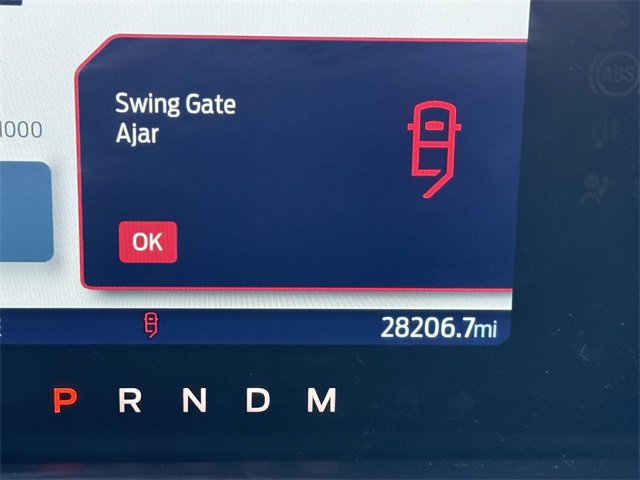 Swing Gate
Ajar
1000
OK
28206.7mi
P R N D M
ABS